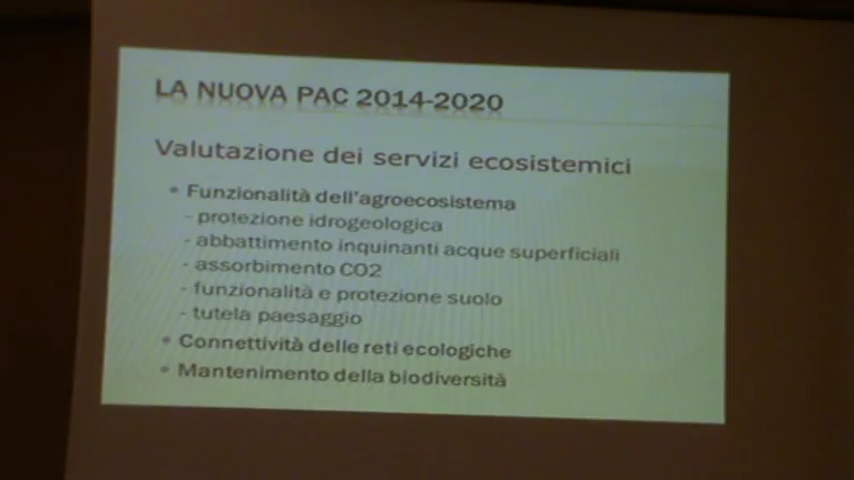 LA NUOVA PAC 2014-2020
Valutazione dei servizi ecosistemici
• Funzionalità dell'agroecosistema
- protezione idrogeologica
- abbattimento inquinanti acque superficiali
- assorbimento CO2
- funzionalità e protezione suolo
- tutela paesaggio
• Connettività delle reti ecologiche
• Mantenimento della biodiversità